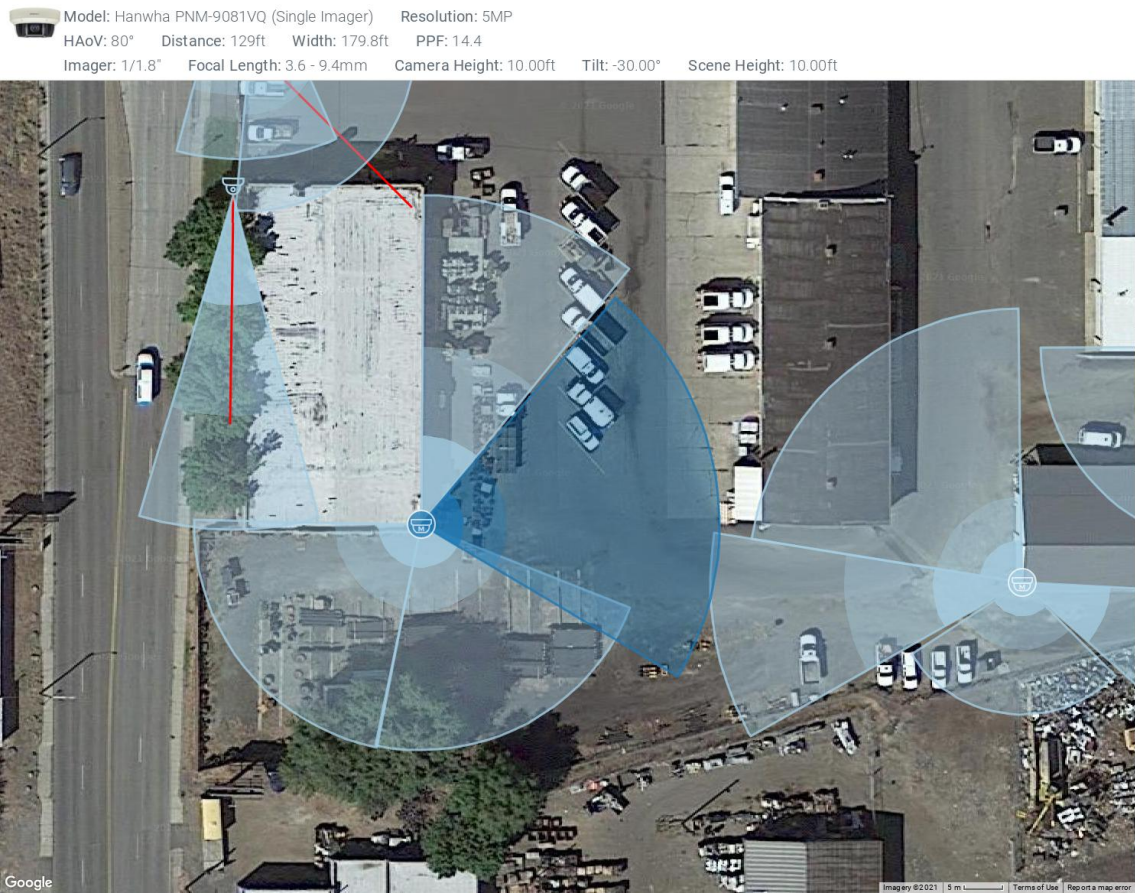 Model: Hanwha PNM-9081VQ (Single Imager) Resolution: 5MP
HAoV: 80° Distance: 129ft Width: 179.8ft PPF: 14.4
Imager: 1/1.8" Focal Length: 3.6 - 9.4mm Camera Height: 10.00ft Tilt: -30.00° Scene Height: 10.00ft
M
M
Google
Imagery ©2021 5 m Terms of Use Report a map error